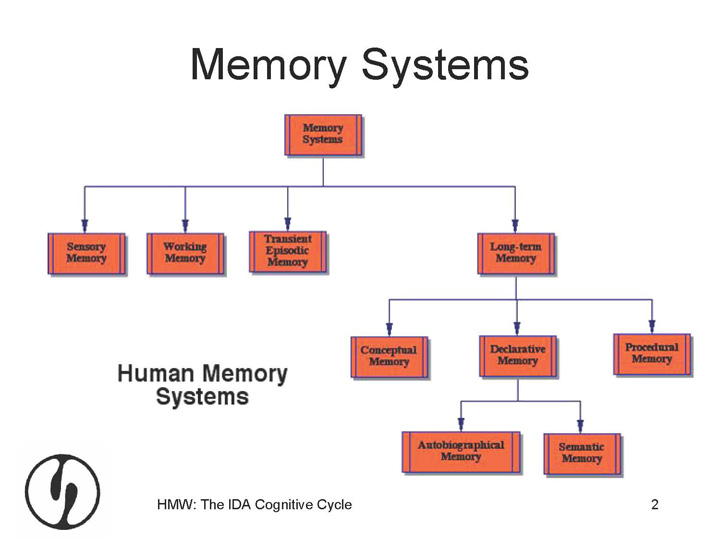 Memory Systems
Memory
Systems
Sensory
Memory
Working
Memory
Transient
Episodic
Memory
Long-term
Memory
Conceptual
Memory
Declarative
Memory
Procedural
Memory
Human Memory
Systems
Autobiographical
Memory
Semantic
Memory
HMW: The IDA Cognitive Cycle
2